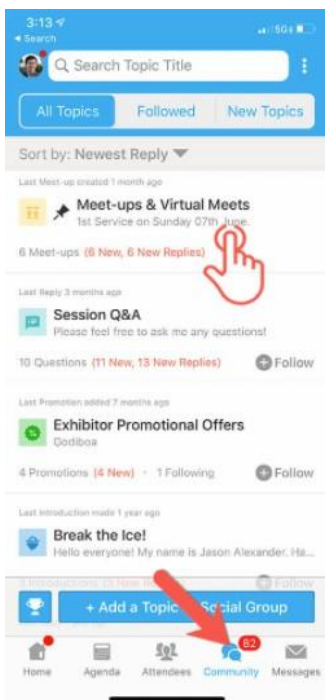 3:13
5G
◀ Search
Search Topic Title
All Topics Followed New Topics
Sort by: Newest Reply
Last Meet-up created 1 month ago
Meet-ups & Virtual Meets
1st Service on Sunday 07th June.
6 Meet-ups (6 New, 6 New Replies)
Last Reply 3 months ago
Session Q&A
Please feel free to ask me any questions!
10 Questions (11 New, 13 New Replies) Follow
Last Promotion added 7 months ago
Exhibitor Promotional Offers
Godiboa
4 Promotions (4 New) · 1 Following Follow
Last Introduction made 1 year ago
Break the Ice!
Hello everyone! My name is Jason Alexander. Ha...
Follow
+ Add a Topic Social Group
82
Home Agenda Attendees Community Messages